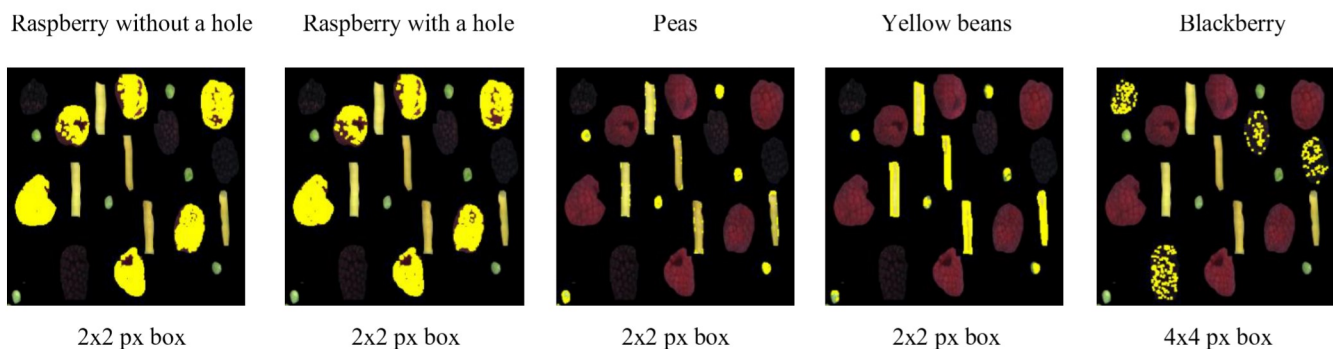 Raspberry without a hole
Raspberry with a hole
Peas
Yellow beans
Blackberry
2x2 px box
2x2 px box
2x2 px box
2x2 px box
4x4 px box